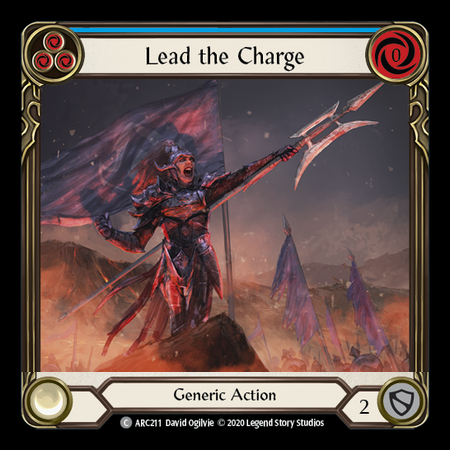 Lead the Charge
0
Generic Action
2
C ARC211 David Ogilvie © 2020 Legend Story Studios